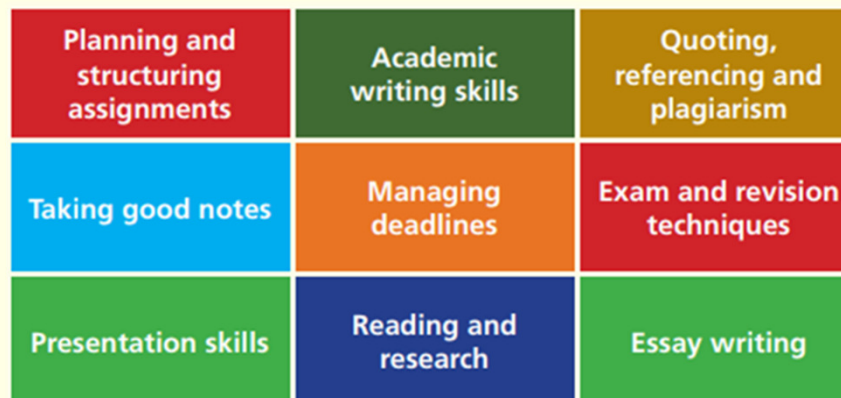 Planning and
structuring
assignments
Academic
writing skills
Quoting,
referencing and
plagiarism
Taking good notes
Managing
deadlines
Exam and revision
techniques
Presentation skills
Reading and
research
Essay writing